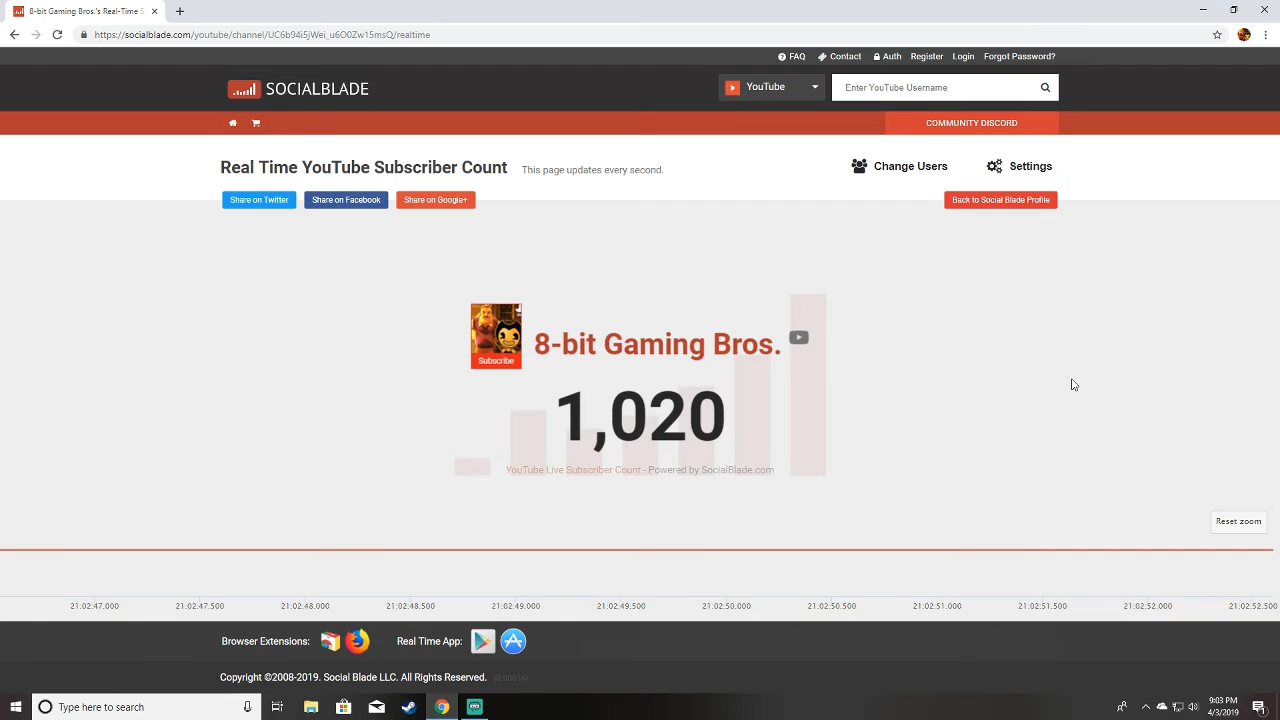 8-bit Gaming Bros.'s Real-Time S
https://socialblade.com/youtube/channel/UC6b94i5jWei_u6O0Zw15msQ/realtime
FAQ Contact Auth Register Login Forgot Password?
SOCIALBLADE
YouTube
Enter YouTube Username
COMMUNITY DISCORD
Real Time YouTube Subscriber Count This page updates every second.
Change Users Settings
Share on Twitter Share on Facebook Share on Google+
Back to Social Blade Profile
8-bit Gaming Bros.
Subscribe
1,020
YouTube Live Subscriber Count - Powered by SocialBlade.com
Reset zoom
21:02:47.000 21:02:47.500 21:02:48.000 21:02:48.500 21:02:49.000 21:02:49.500 21:02:50.000 21:02:50.500 21:02:51.000 21:02:51.500 21:02:52.000 21:02:52.500
Browser Extensions: Real Time App:
Copyright ©2008-2019. Social Blade LLC. All Rights Reserved. (0.00816)
Type here to search
9:03 PM
4/3/2019